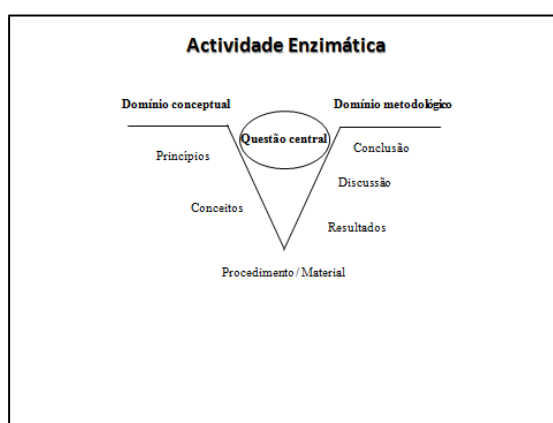 Actividade Enzimática
Domínio conceptual
Domínio metodológico
Questão central
Princípios
Conclusão
Discussão
Conceitos
Resultados
Procedimento / Material